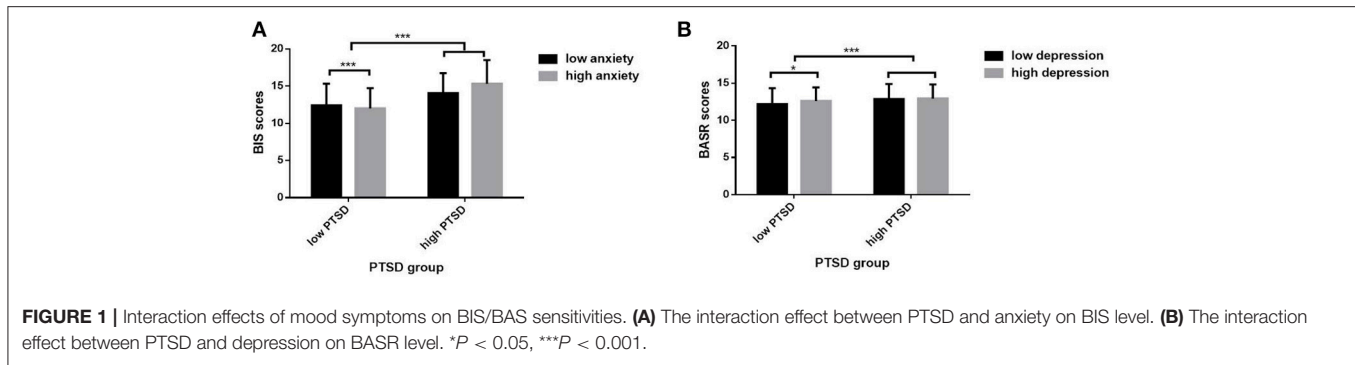 A
***
***
20
15
10
5
0
BIS scores
low PTSD
high PTSD
PTSD group
low anxiety
high anxiety
B
***
*
20
15
10
5
0
BASR scores
low PTSD
high PTSD
PTSD group
low depression
high depression
FIGURE 1 | Interaction effects of mood symptoms on BIS/BAS sensitivities. (A) The interaction effect between PTSD and anxiety on BIS level. (B) The interaction
effect between PTSD and depression on BASR level. *P < 0.05, ***P < 0.001.